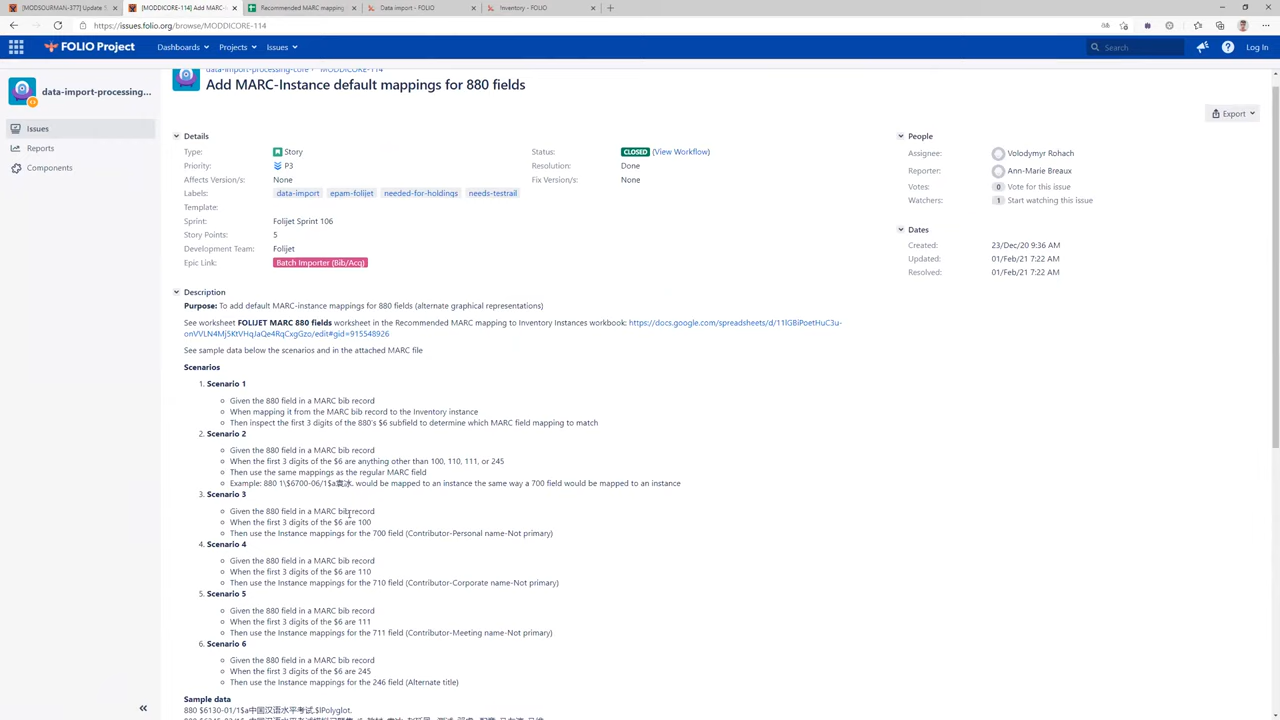 [MODSOURMAN-377] Update 5
[MODDICORE-114] Add MARC-
Recommended MARC mapping
Data import - FOLIO
Inventory - FOLIO
https://issues.folio.org/browse/MODDICORE-114
FOLIO Project
Dashboards
Projects
Issues
Search
Log In
data-import-processing-core
MODDICORE-114
data-import-processing...
Add MARC-Instance default mappings for 880 fields
Export
Issues
Reports
Components
Details
Type: Story
Status: CLOSED (View Workflow)
Priority: P3
Resolution: Done
Affects Version/s: None
Fix Version/s: None
Labels: data-import epam-folijet needed-for-holdings needs-testrail
Template:
Sprint: Folijet Sprint 106
Story Points: 5
Development Team: Folijet
Epic Link: Batch Importer (Bib/Acq)
People
Assignee: Volodymyr Rohach
Reporter: Ann-Marie Breaux
Votes: 0 Vote for this issue
Watchers: 1 Start watching this issue
Dates
Created: 23/Dec/20 9:36 AM
Updated: 01/Feb/21 7:22 AM
Resolved: 01/Feb/21 7:22 AM
Description
Purpose: To add default MARC-instance mappings for 880 fields (alternate graphical representations)
See worksheet FOLIJET MARC 880 fields worksheet in the Recommended MARC mapping to Inventory Instances workbook: https://docs.google.com/spreadsheets/d/11lGBiPoetHuC3u-
onVVLN4Mj5KtVHqJaQe4RqCxgGzo/edit#gid=915548926
See sample data below the scenarios and in the attached MARC file
Scenarios
1. Scenario 1
Given the 880 field in a MARC bib record
When mapping it from the MARC bib record to the Inventory instance
Then inspect the first 3 digits of the 880's $6 subfield to determine which MARC field mapping to match
2. Scenario 2
Given the 880 field in a MARC bib record
When the first 3 digits of the $6 are anything other than 100, 110, 111, or 245
Then use the same mappings as the regular MARC field
Example: 880 1\$6700-06/1$a袁冰. would be mapped to an instance the same way a 700 field would be mapped to an instance
3. Scenario 3
Given the 880 field in a MARC bib record
When the first 3 digits of the $6 are 100
Then use the Instance mappings for the 700 field (Contributor-Personal name-Not primary)
4. Scenario 4
Given the 880 field in a MARC bib record
When the first 3 digits of the $6 are 110
Then use the Instance mappings for the 710 field (Contributor-Corporate name-Not primary)
5. Scenario 5
Given the 880 field in a MARC bib record
When the first 3 digits of the $6 are 111
Then use the Instance mappings for the 711 field (Contributor-Meeting name-Not primary)
6. Scenario 6
Given the 880 field in a MARC bib record
When the first 3 digits of the $6 are 245
Then use the Instance mappings for the 246 field (Alternate title)
Sample data
880 $6130-01/1$a中国汉语水平考试.$lPolyglot.